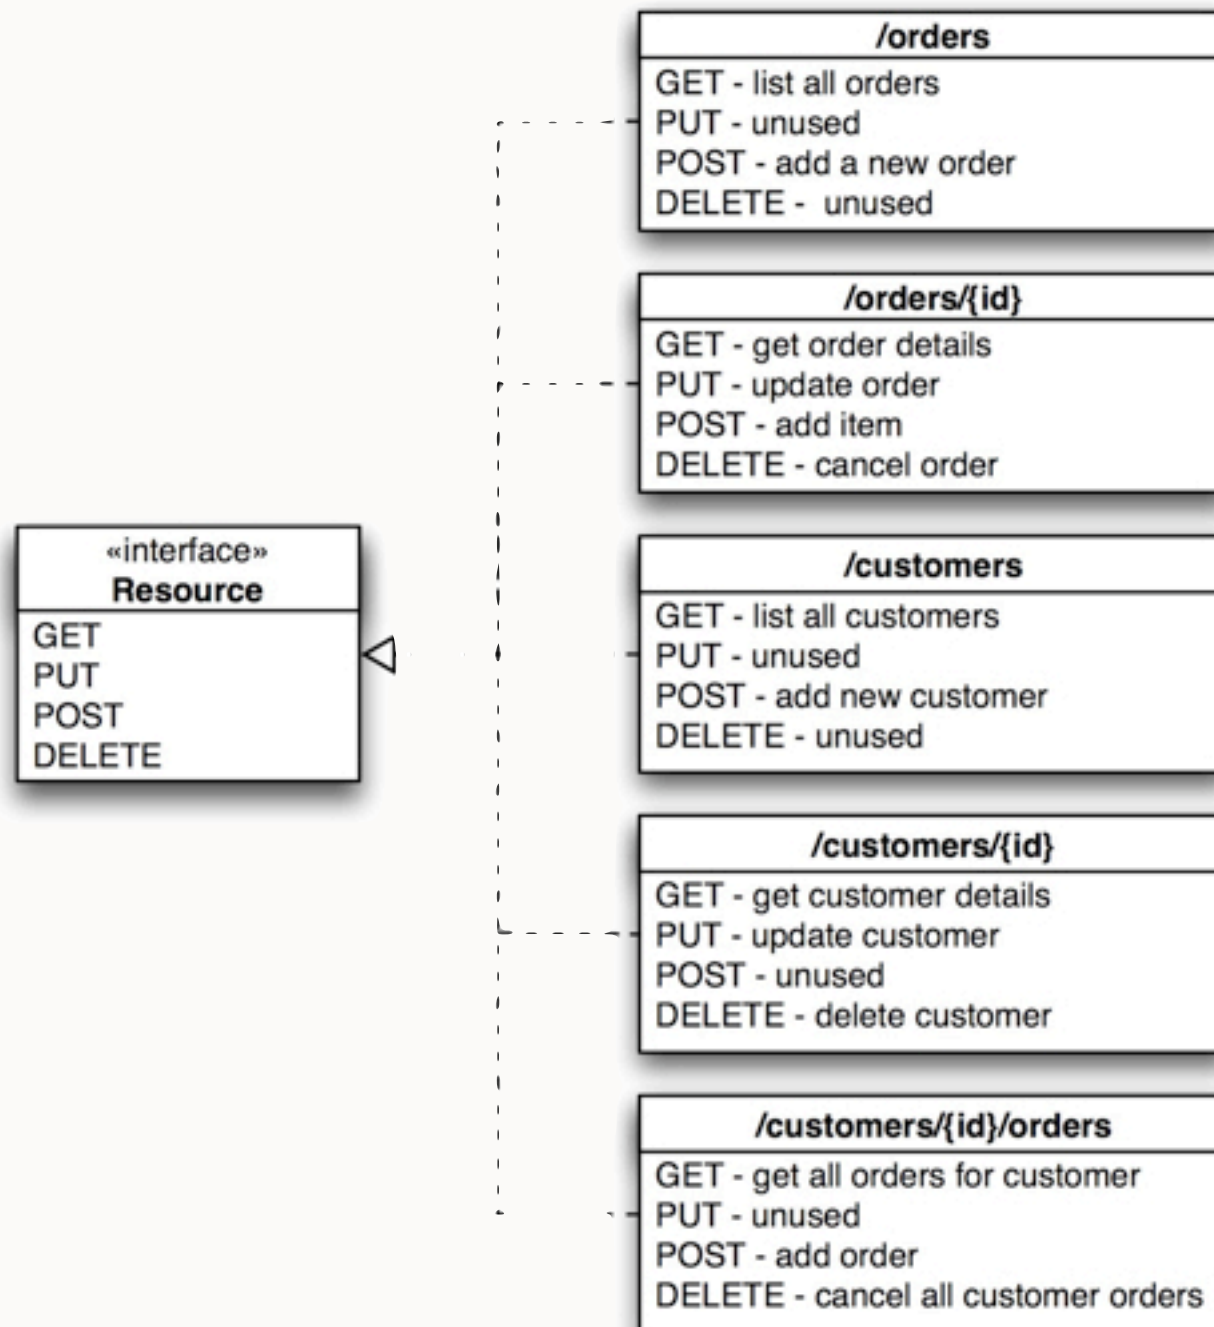 /orders
GET - list all orders
PUT - unused
POST - add a new order
DELETE - unused
/orders/{id}
GET - get order details
PUT - update order
POST - add item
DELETE - cancel order
«interface»
Resource
GET
PUT
POST
DELETE
/customers
GET - list all customers
PUT - unused
POST - add new customer
DELETE - unused
/customers/{id}
GET - get customer details
PUT - update customer
POST - unused
DELETE - delete customer
/customers/{id}/orders
GET - get all orders for customer
PUT - unused
POST - add order
DELETE - cancel all customer orders